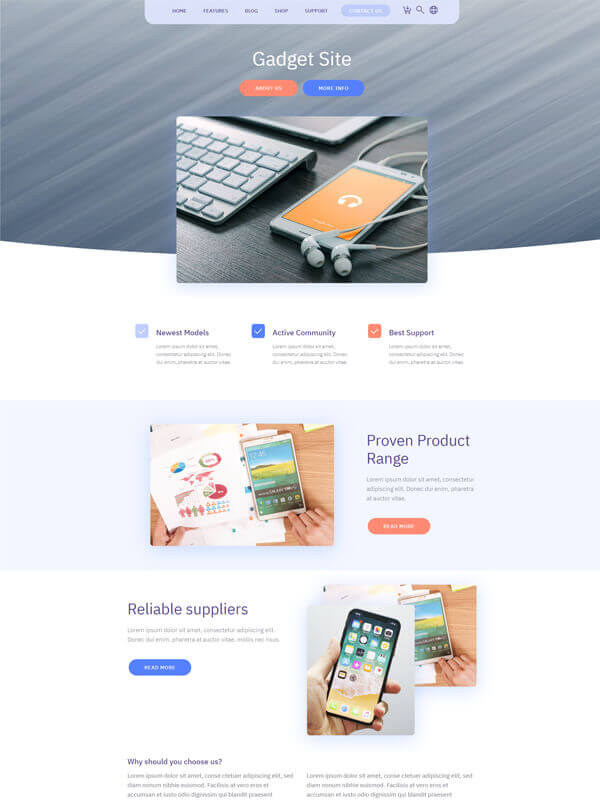 HOME FEATURES BLOG SHOP SUPPORT CONTACT US
Gadget Site
ABOUT US MORE INFO
Newest Models
Lorem ipsum dolor sit amet,
consectetur adipiscing elit. Donec
dui enim, pharetra at auctor vitae.
Active Community
Lorem ipsum dolor sit amet,
consectetur adipiscing elit. Donec
dui enim, pharetra at auctor vitae.
Best Support
Lorem ipsum dolor sit amet,
consectetur adipiscing elit. Donec
dui enim, pharetra at auctor vitae.
Proven Product
Range
Lorem ipsum dolor sit amet, consectetur
adipiscing elit. Donec dui enim, pharetra
at auctor vitae.
READ MORE
Reliable suppliers
Lorem ipsum dolor sit amet, consectetur adipiscing elit.
Donec dui enim, pharetra at auctor vitae, mollis nec risus.
READ MORE
Why should you choose us?
Lorem ipsum dolor sit amet, consectetur adipiscing elit, sed
diam nonummy nibhie euismod. Facilisis at vero eros et
accumsan et iusto odio dignissim et blandit praesent
Lorem ipsum dolor sit amet, consectetur adipiscing elit, sed
diam nonummy nibhie euismod. Facilisis at vero eros et
accumsan et iusto odio dignissim et blandit praesent